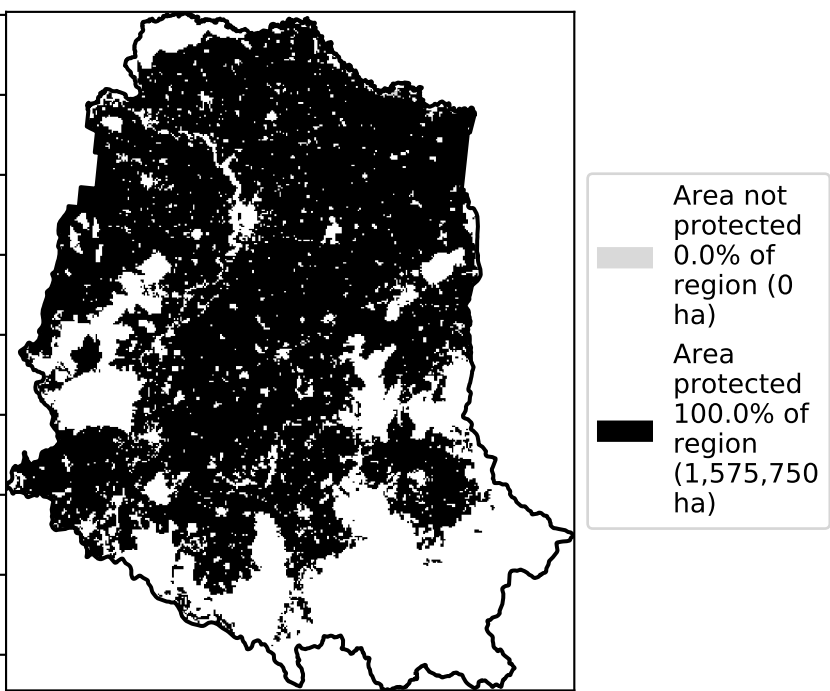 Area not
protected
0.0% of
region (0
ha)
Area
protected
100.0% of
region
(1,575,750
ha)